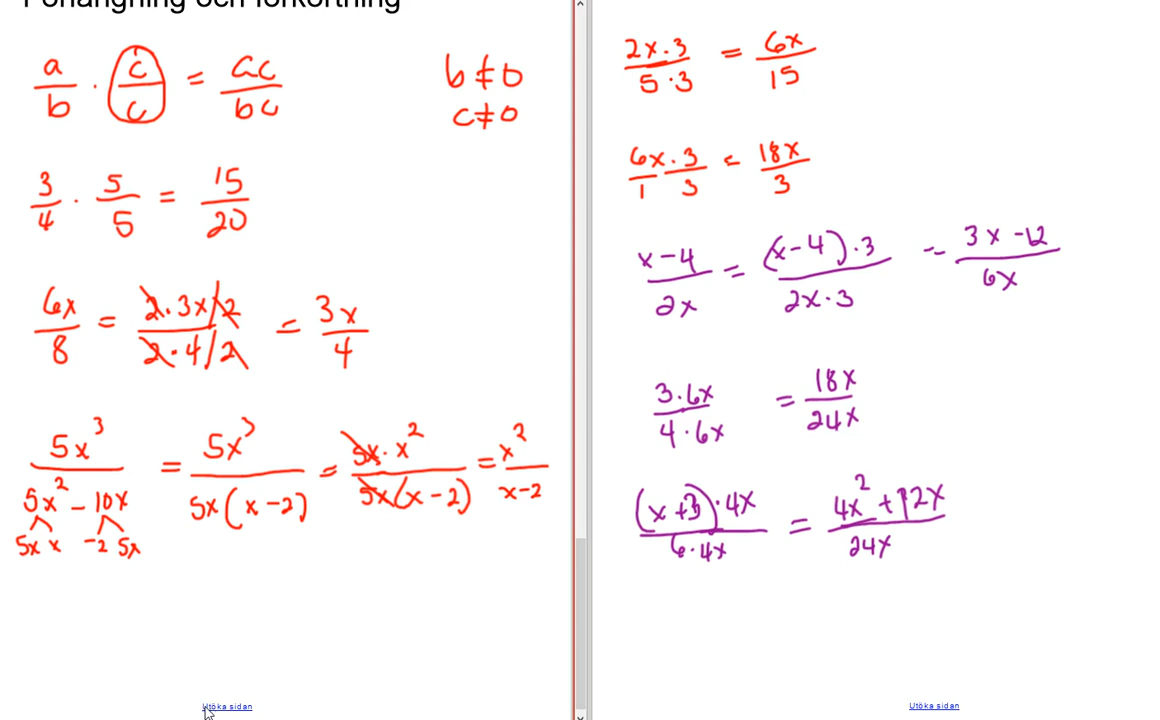 Förlängning och förkortning
a/b · c/c = ac/bc    b ≠ 0
c ≠ 0
3/4 · 5/5 = 15/20
6x/8 = 2·3x/2 / 2·4/2 = 3x/4
5x³/(5x² - 10x) = 5x³/(5x(x-2)) = 5x·x²/(5x(x-2)) = x²/(x-2)
5x x -2 5x
Utöka sidan
2x·3/5·3 = 6x/15
6x·3/1 3 = 18x/3
x-4/2x = (x-4)·3/2x·3 = 3x-12/6x
3·6x/4·6x = 18x/24x
(x+3)·4x/6·4x = 4x²+12x/24x
Utöka sidan